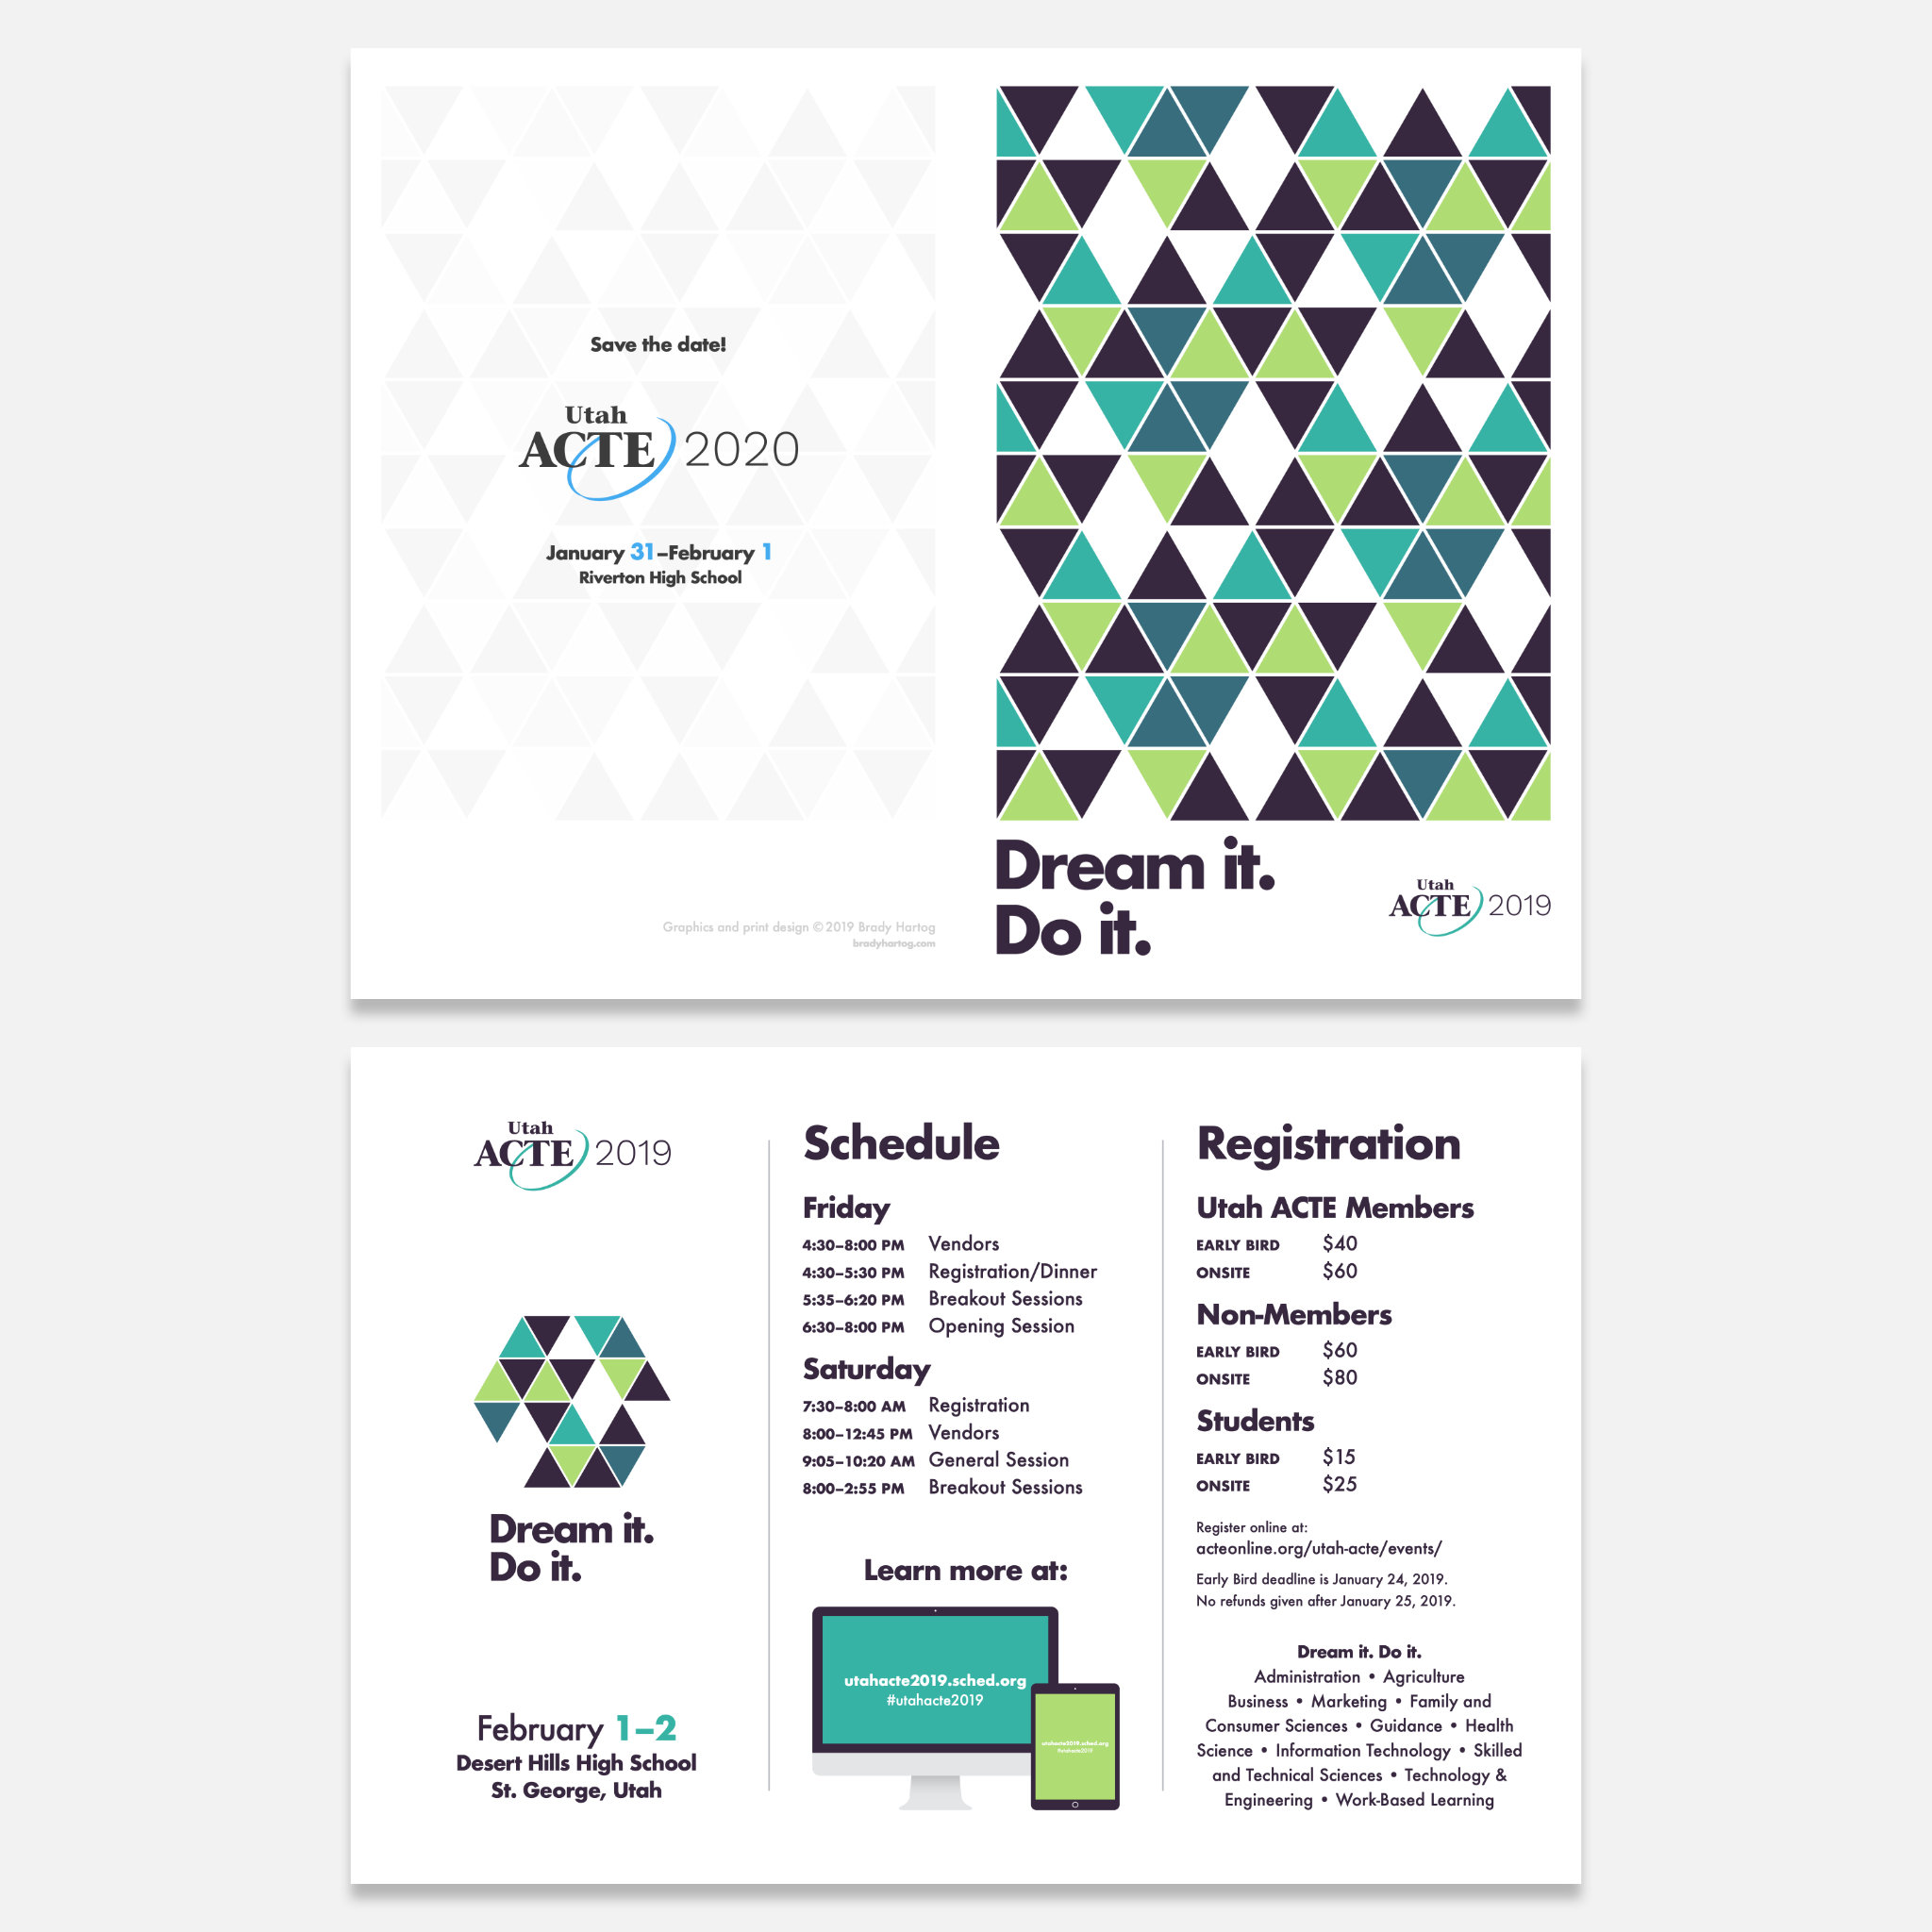 Save the date!
Utah
ACTE 2020
January 31–February 1
Riverton High School
Graphics and print design © 2019 Brady Hartog
bradyhartog.com
Dream it.
Do it.
Utah
ACTE 2019
Utah
ACTE 2019
Dream it.
Do it.
February 1–2
Desert Hills High School
St. George, Utah
Schedule
Friday
4:30–8:00 PM Vendors
4:30–5:30 PM Registration/Dinner
5:35–6:20 PM Breakout Sessions
6:30–8:00 PM Opening Session
Saturday
7:30–8:00 AM Registration
8:00–12:45 PM Vendors
9:05–10:20 AM General Session
8:00–2:55 PM Breakout Sessions
Learn more at:
utahacte2019.sched.org
#utahacte2019
utahacte2019.sched.org
#utahacte2019
Registration
Utah ACTE Members
EARLY BIRD $40
ONSITE $60
Non-Members
EARLY BIRD $60
ONSITE $80
Students
EARLY BIRD $15
ONSITE $25
Register online at:
acteonline.org/utah-acte/events/
Early Bird deadline is January 24, 2019.
No refunds given after January 25, 2019.
Dream it. Do it.
Administration • Agriculture
Business • Marketing • Family and
Consumer Sciences • Guidance • Health
Science • Information Technology • Skilled
and Technical Sciences • Technology &
Engineering • Work-Based Learning